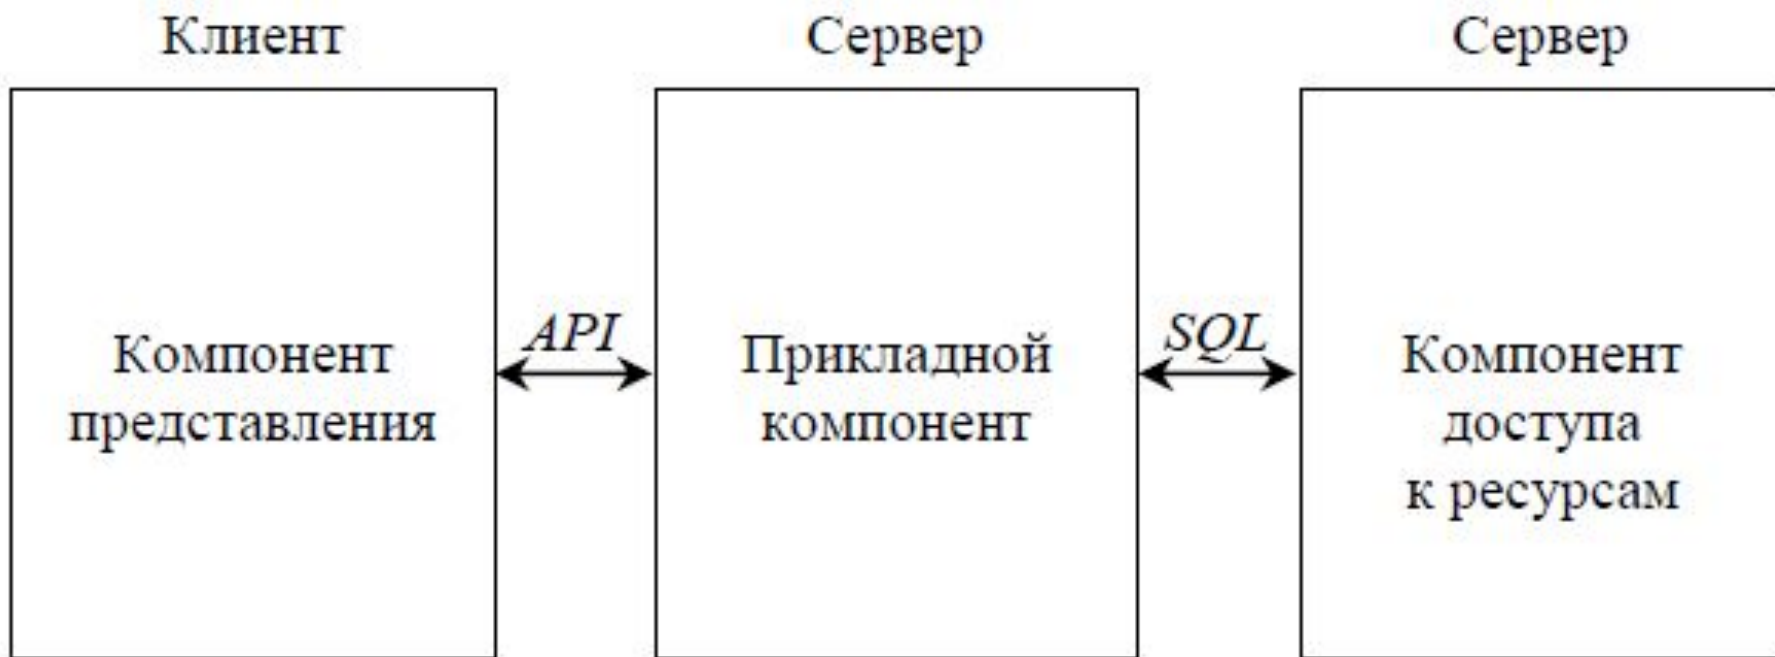 Клиент
Сервер
Сервер
Компонент
представления
API
Прикладной
компонент
SQL
Компонент
доступа
к ресурсам